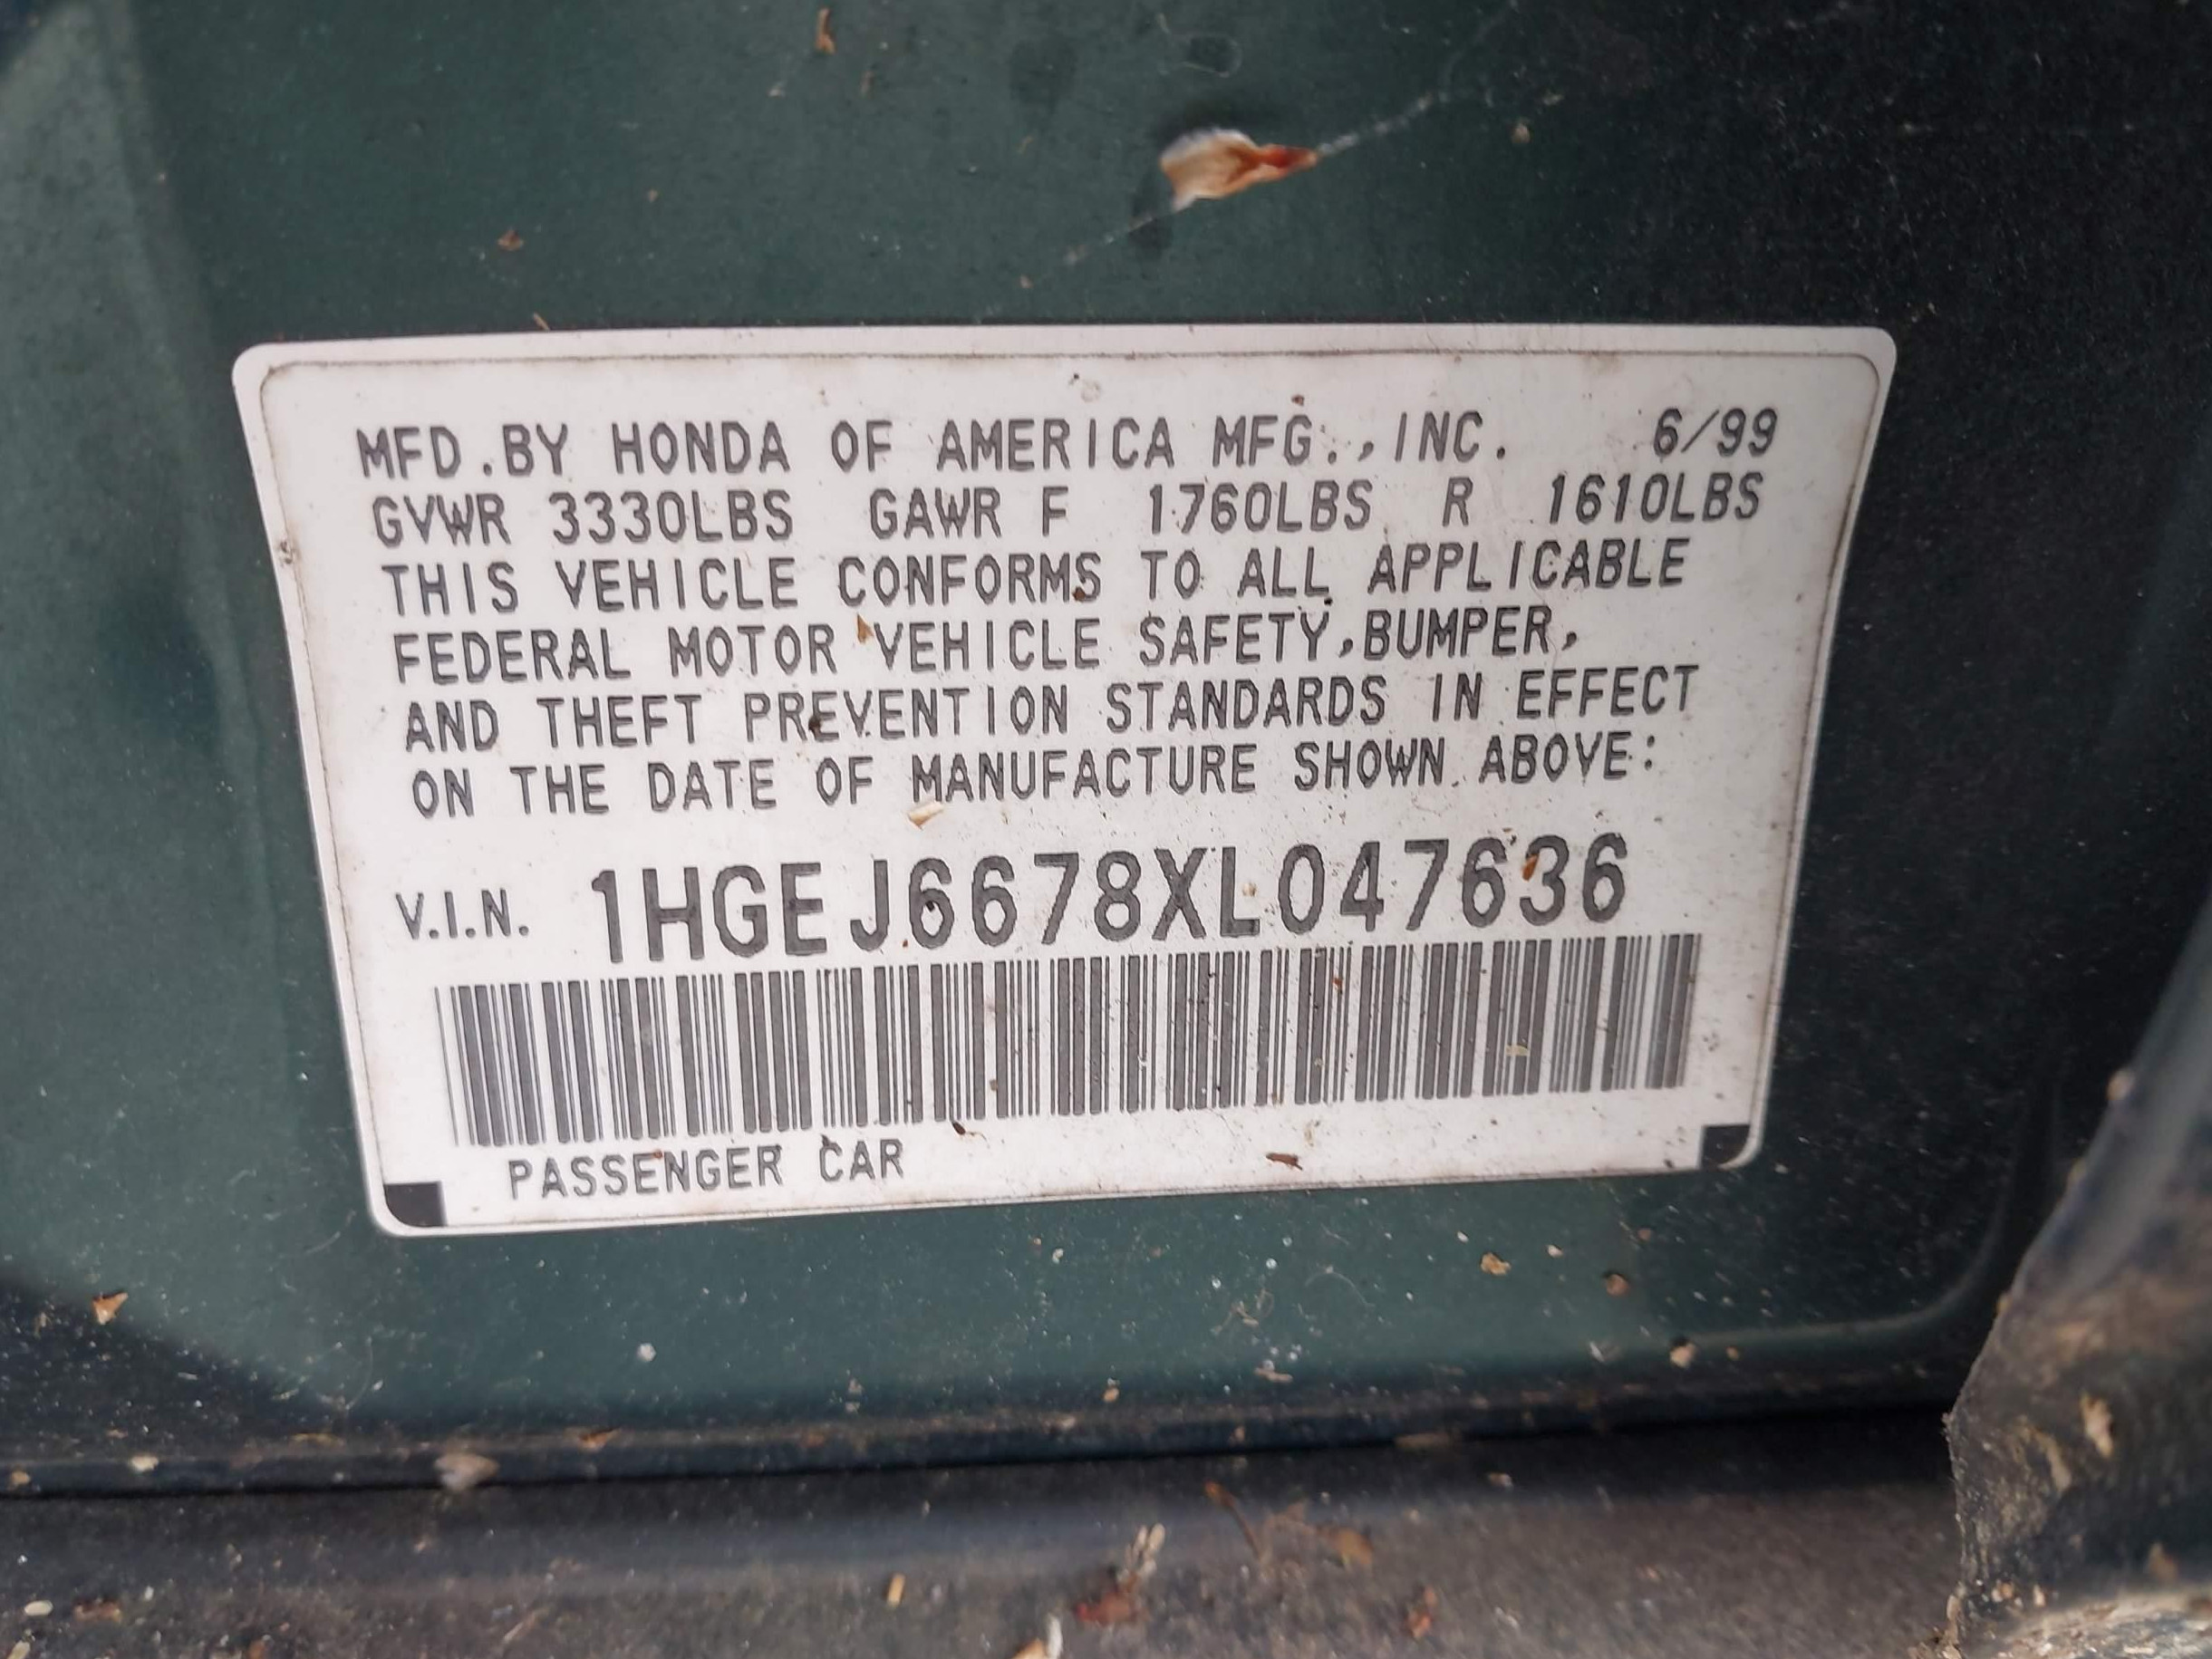 MFD.BY HONDA OF AMERICA MFG.,INC. 6/99
GVWR 3330LBS GAWR F 1760LBS R 1610LBS
THIS VEHICLE CONFORMS TO ALL APPLICABLE
FEDERAL MOTOR VEHICLE SAFETY,BUMPER,
AND THEFT PREVENTION STANDARDS IN EFFECT
ON THE DATE OF MANUFACTURE SHOWN ABOVE:
V.I.N. 1HGEJ6678XL047636
PASSENGER CAR